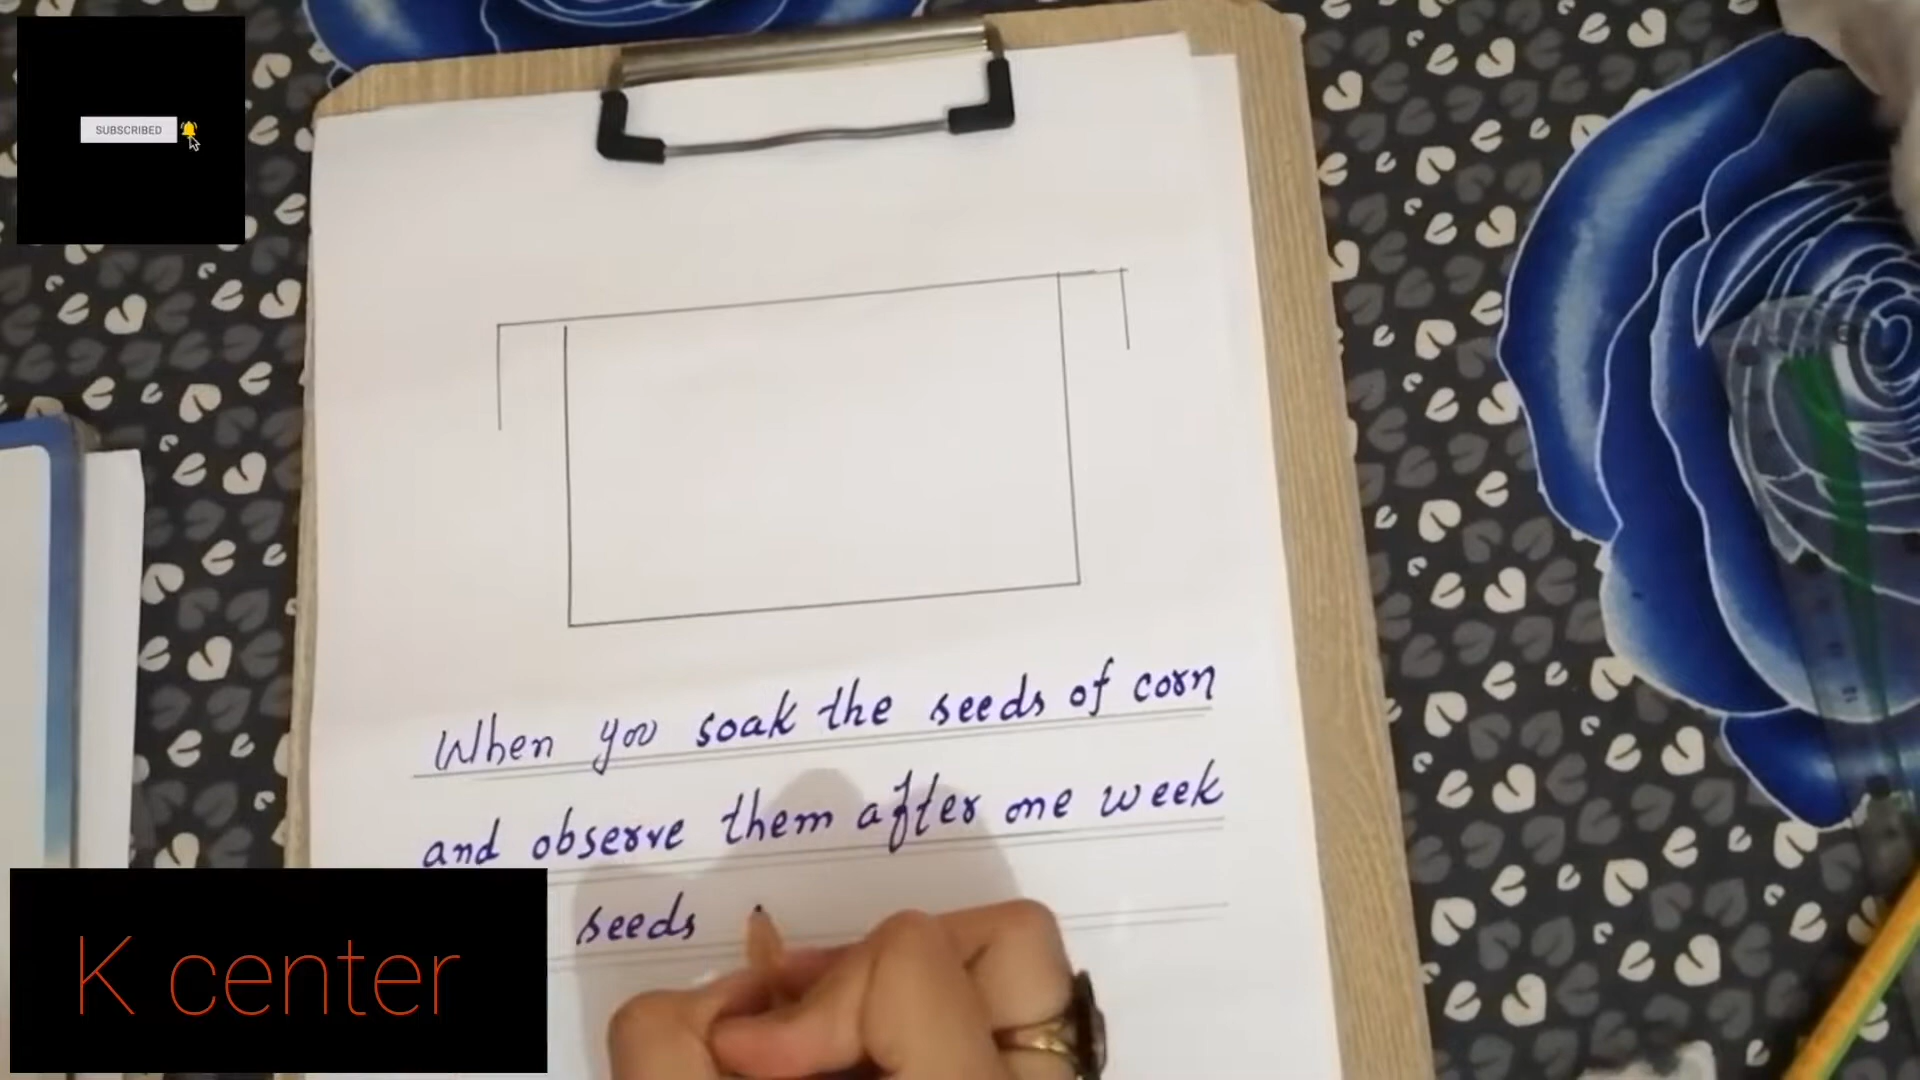 SUBSCRIBED
When you soak the seeds of corn
and observe them after one week
seeds
K center